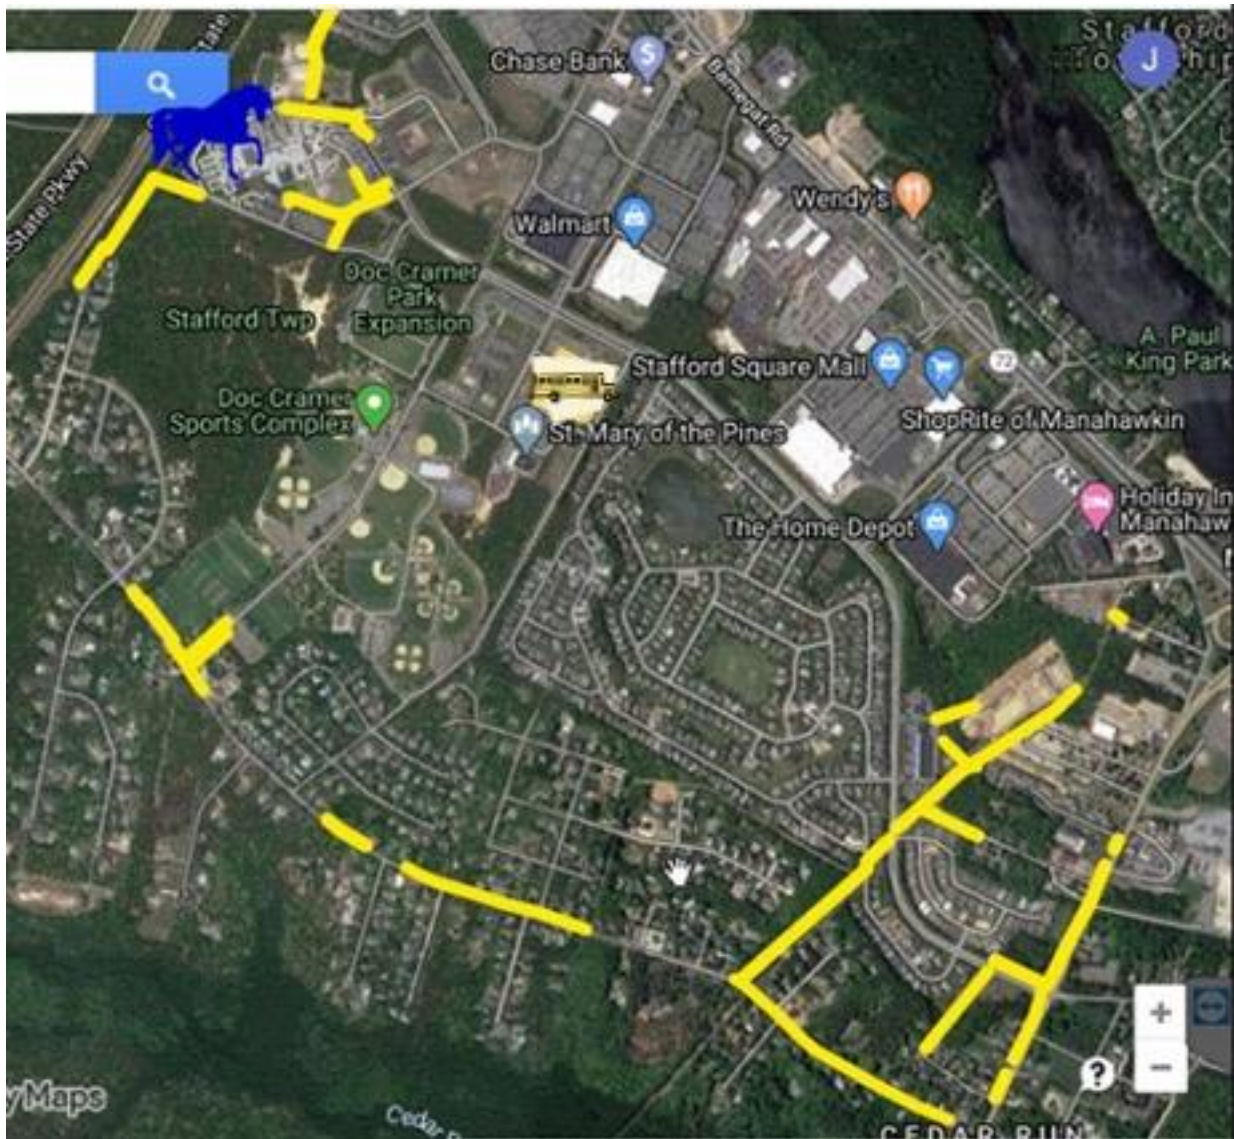 Stafford
Township
J
State
Chase Bank
S
Barnegat Rd
State Pkwy
Wendy's
Walmart
Doc Cramer
Park
Expansion
Stafford Twp
A. Paul
King Park
72
Stafford Square Mall
Doc Cramer
Sports Complex
ShopRite of Manahawkin
St. Mary of the Pines
Holiday In
Manahaw
The Home Depot
+
?
−
y Maps
Cedar
CEDAR RUN